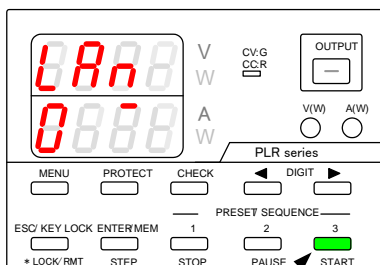 LAn V
W
0 ¯ A
W
CV:G
CC:R
OUTPUT
V(W) A(W)
PLR series
MENU PROTECT CHECK ◀ DIGIT ▶
PRESET/ SEQUENCE
ESC/ KEY LOCK ENTER/MEM 1 2 3
* LOCK/RMT STEP STOP PAUSE START